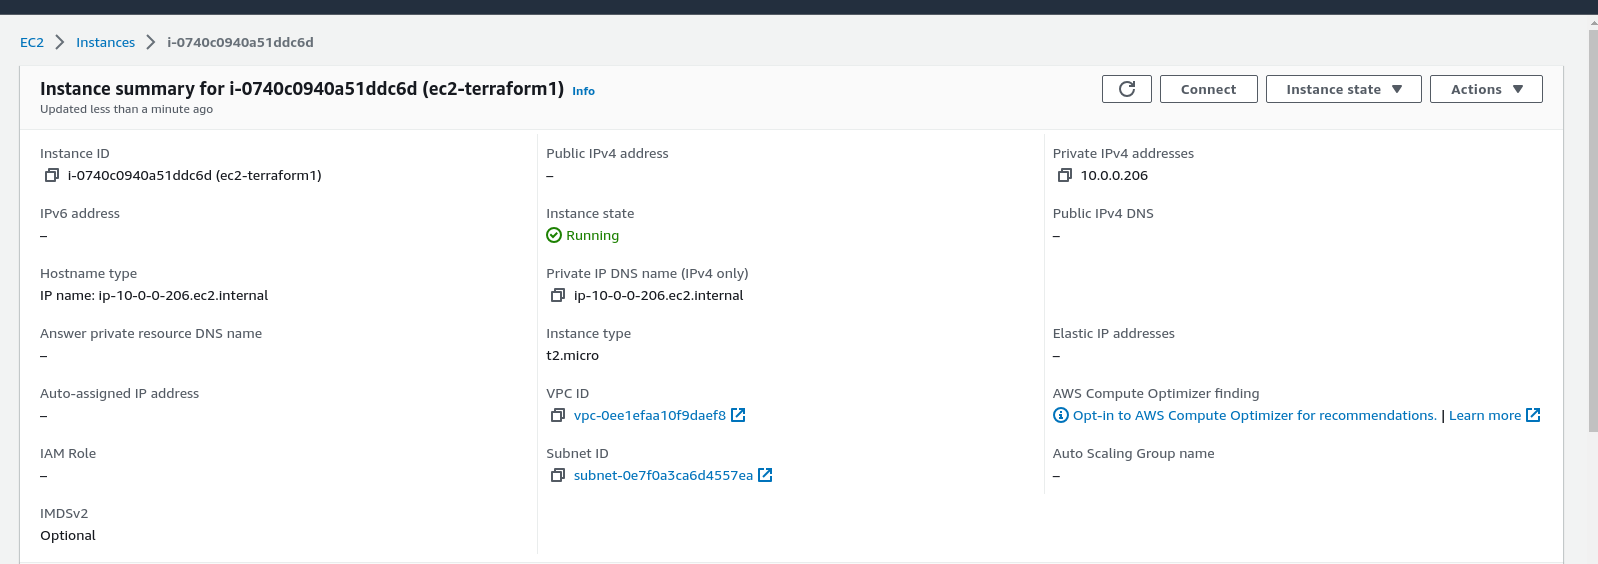 EC2 > Instances > i-0740c0940a51ddc6d
Instance summary for i-0740c0940a51ddc6d (ec2-terraform1) Info
Updated less than a minute ago
Connect
Instance state
Actions
Instance ID
i-0740c0940a51ddc6d (ec2-terraform1)
Public IPv4 address
–
Private IPv4 addresses
10.0.0.206
IPv6 address
–
Instance state
Running
Public IPv4 DNS
–
Hostname type
IP name: ip-10-0-0-206.ec2.internal
Private IP DNS name (IPv4 only)
ip-10-0-0-206.ec2.internal
Answer private resource DNS name
–
Instance type
t2.micro
Elastic IP addresses
–
Auto-assigned IP address
–
VPC ID
vpc-0ee1efaa10f9daef8
AWS Compute Optimizer finding
Opt-in to AWS Compute Optimizer for recommendations. | Learn more
IAM Role
–
Subnet ID
subnet-0e7f0a3ca6d4557ea
Auto Scaling Group name
–
IMDSv2
Optional